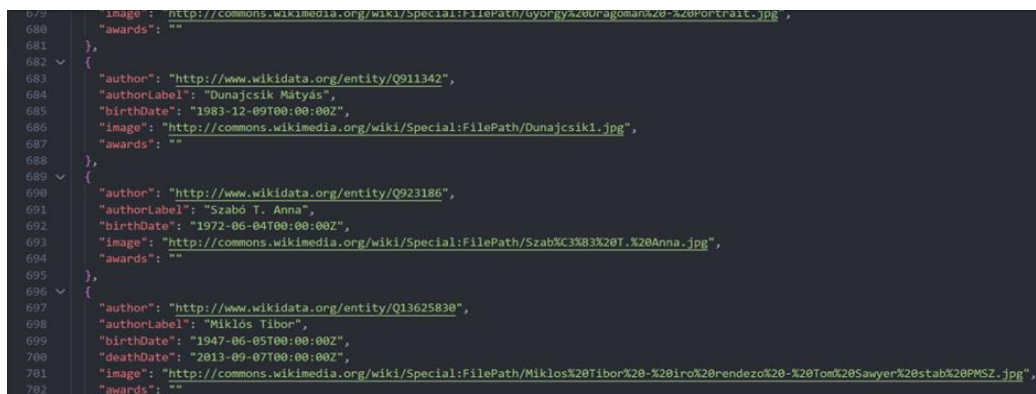 679 "image": "http://commons.wikimedia.org/wiki/Special:FilePath/György%20Dragomán%20-%20Portrait.jpg",
680 "awards": ""
681 },
682 {
683 "author": "http://www.wikidata.org/entity/Q911342",
684 "authorLabel": "Dunajcsik Mátyás",
685 "birthDate": "1983-12-09T00:00:00Z",
686 "image": "http://commons.wikimedia.org/wiki/Special:FilePath/Dunajcsik1.jpg",
687 "awards": ""
688 },
689 {
690 "author": "http://www.wikidata.org/entity/Q923186",
691 "authorLabel": "Szabó T. Anna",
692 "birthDate": "1972-06-04T00:00:00Z",
693 "image": "http://commons.wikimedia.org/wiki/Special:FilePath/Szab%C3%B3%20T.%20Anna.jpg",
694 "awards": ""
695 },
696 {
697 "author": "http://www.wikidata.org/entity/Q13625830",
698 "authorLabel": "Miklós Tibor",
699 "birthDate": "1947-06-05T00:00:00Z",
700 "deathDate": "2013-09-07T00:00:00Z",
701 "image": "http://commons.wikimedia.org/wiki/Special:FilePath/Miklos%20Tibor%20-%20iro%20rendezo%20-%20Tom%20Sawyer%20stab%20PMSZ.jpg",
702 "awards": ""